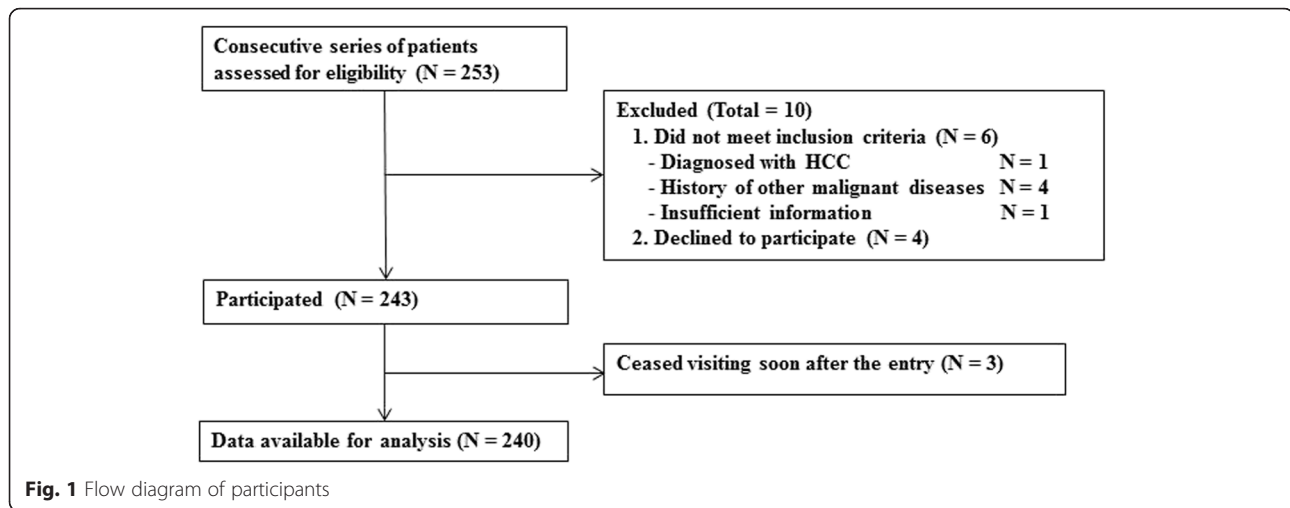 Consecutive series of patients
assessed for eligibility (N = 253)
Excluded (Total = 10)
1. Did not meet inclusion criteria (N = 6)
- Diagnosed with HCC N = 1
- History of other malignant diseases N = 4
- Insufficient information N = 1
2. Declined to participate (N = 4)
Participated (N = 243)
Ceased visiting soon after the entry (N = 3)
Data available for analysis (N = 240)
Fig. 1 Flow diagram of participants